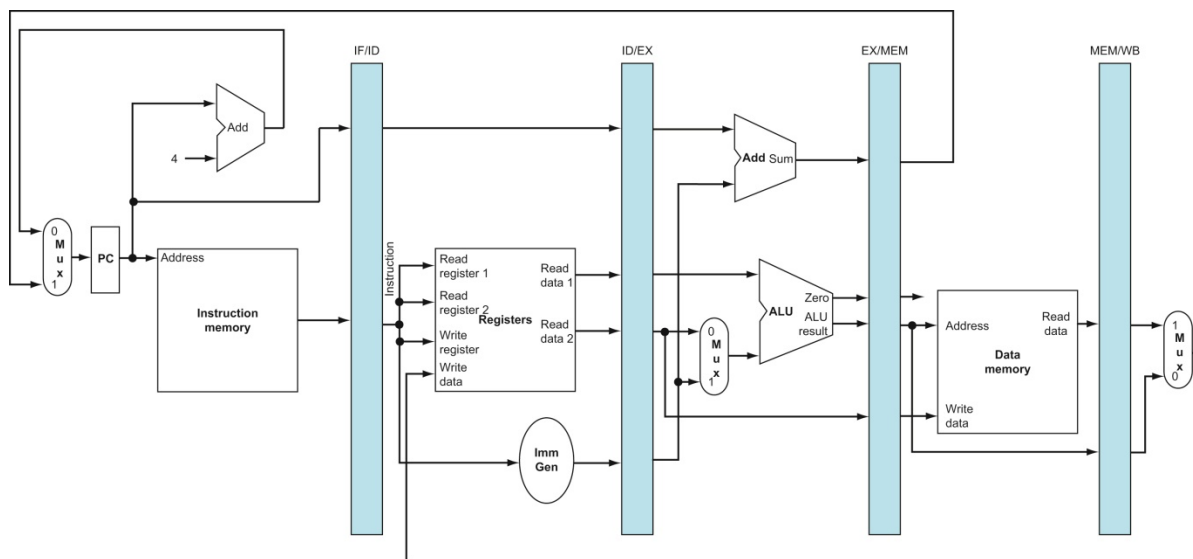 IF/ID
ID/EX
EX/MEM
MEM/WB
Add
4
Add Sum
0
M
u
x
1
PC
Address
Instruction
memory
Instruction
Read
register 1
Read
register 2
Registers
Write
register
Write
data
Read
data 1
Read
data 2
Imm
Gen
0
M
u
x
1
ALU
Zero
ALU
result
Address
Read
data
Data
memory
Write
data
1
M
u
x
0